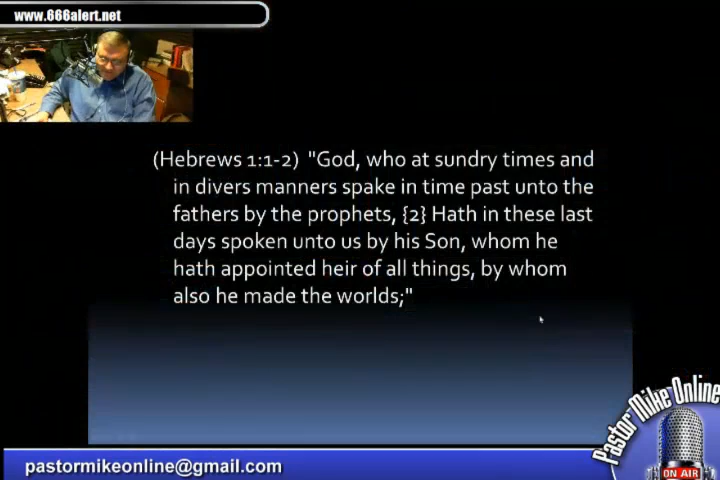 www.666alert.net
(Hebrews 1:1-2) "God, who at sundry times and
in divers manners spake in time past unto the
fathers by the prophets, {2} Hath in these last
days spoken unto us by his Son, whom he
hath appointed heir of all things, by whom
also he made the worlds;"
Pastor Mike Online
ON AIR
pastormikeonline@gmail.com